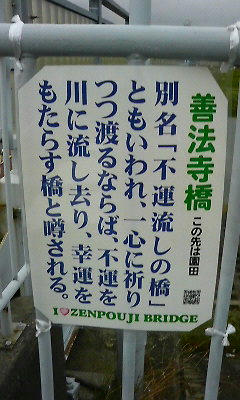 善法寺橋
この先は園田
別名「不運流しの橋」
ともいわれ、一心に祈り
つつ渡るならば、不運を
川に流し去り、幸運を
もたらす橋と噂される。
I♥ZENPOUJI BRIDGE